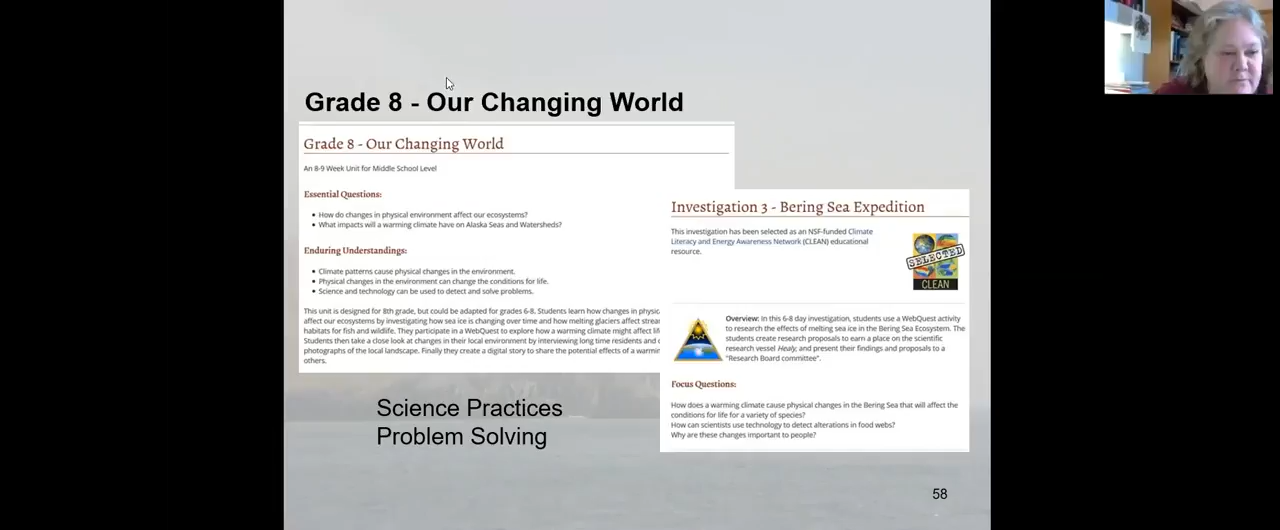 Grade 8 - Our Changing World
Grade 8 - Our Changing World
An 8-9 Week Unit for Middle School Level
Essential Questions:
• How do changes in physical environment affect our ecosystems?
• What impacts will a warming climate have on Alaska Seas and Watersheds?
Enduring Understandings:
• Climate patterns cause physical changes in the environment.
• Physical changes in the environment can change the conditions for life.
• Science and technology can be used to detect and solve problems.
This unit is designed for 8th grade, but could be adapted for grades 6-8. Students learn how changes in physic
affect our ecosystems by investigating how sea ice is changing over time and how melting glaciers affect strea
habitats for fish and wildlife. They participate in a WebQuest to explore how a warming climate might affect lif
Students then take a close look at changes in their local environment by interviewing long time residents and
photographs of the local landscape. Finally they create a digital story to share the potential effects of a warmin
others.
Investigation 3 - Bering Sea Expedition
This investigation has been selected as an NSF-funded Climate
Literacy and Energy Awareness Network (CLEAN) educational
resource.
SELECTED
CLEAN
Overview: In this 6-8 day investigation, students use a WebQuest activity
to research the effects of melting sea ice in the Bering Sea Ecosystem. The
students create research proposals to earn a place on the scientific
research vessel Healy, and present their findings and proposals to a
"Research Board committee".
Focus Questions:
How does a warming climate cause physical changes in the Bering Sea that will affect the
conditions for life for a variety of species?
How can scientists use technology to detect alterations in food webs?
Why are these changes important to people?
Science Practices
Problem Solving
58